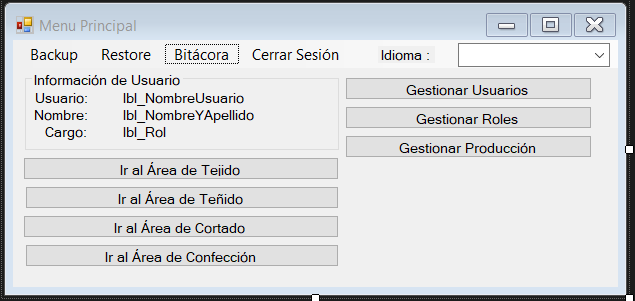 Menu Principal
Backup Restore Bitácora Cerrar Sesión Idioma :
Información de Usuario
Usuario: lbl_NombreUsuario
Nombre: lbl_NombreYApellido
Cargo: lbl_Rol
Ir al Área de Tejido
Ir al Área de Teñido
Ir al Área de Cortado
Ir al Área de Confección
Gestionar Usuarios
Gestionar Roles
Gestionar Producción